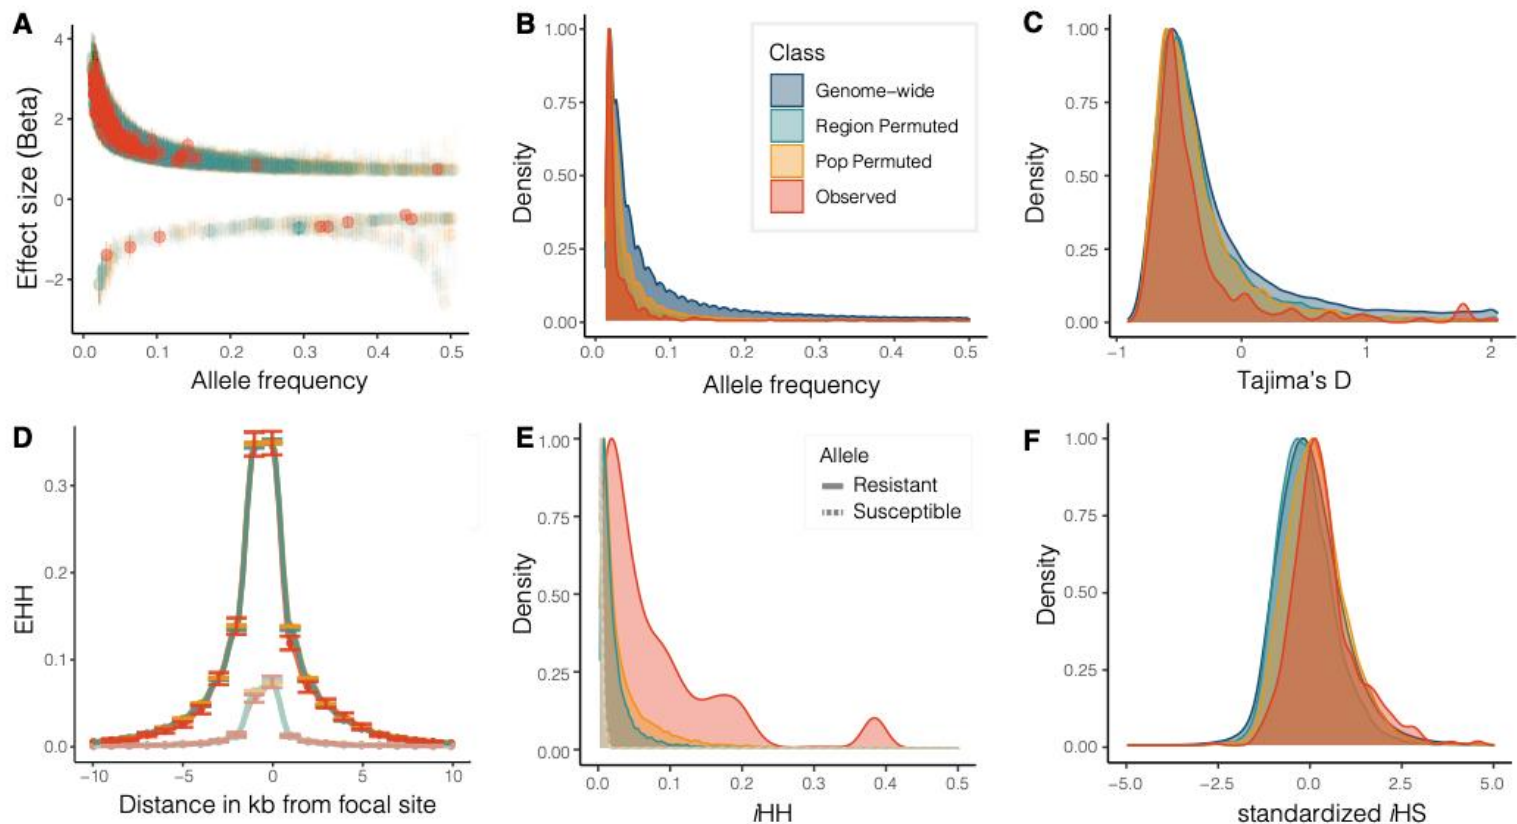 A
Effect size (Beta)
4
2
0
−2
0.0 0.1 0.2 0.3 0.4 0.5
Allele frequency
B
Density
1.00
0.75
0.50
0.25
0.00
Class
Genome−wide
Region Permuted
Pop Permuted
Observed
0.0 0.1 0.2 0.3 0.4 0.5
Allele frequency
C
Density
1.00
0.75
0.50
0.25
0.00
−1 0 1 2
Tajima's D
D
EHH
0.3
0.2
0.1
0.0
−10 −5 0 5 10
Distance in kb from focal site
E
Density
1.00
0.75
0.50
0.25
0.00
Allele
Resistant
Susceptible
0.0 0.1 0.2 0.3 0.4 0.5
iHH
F
Density
1.00
0.75
0.50
0.25
0.00
−5.0 −2.5 0.0 2.5 5.0
standardized iHS